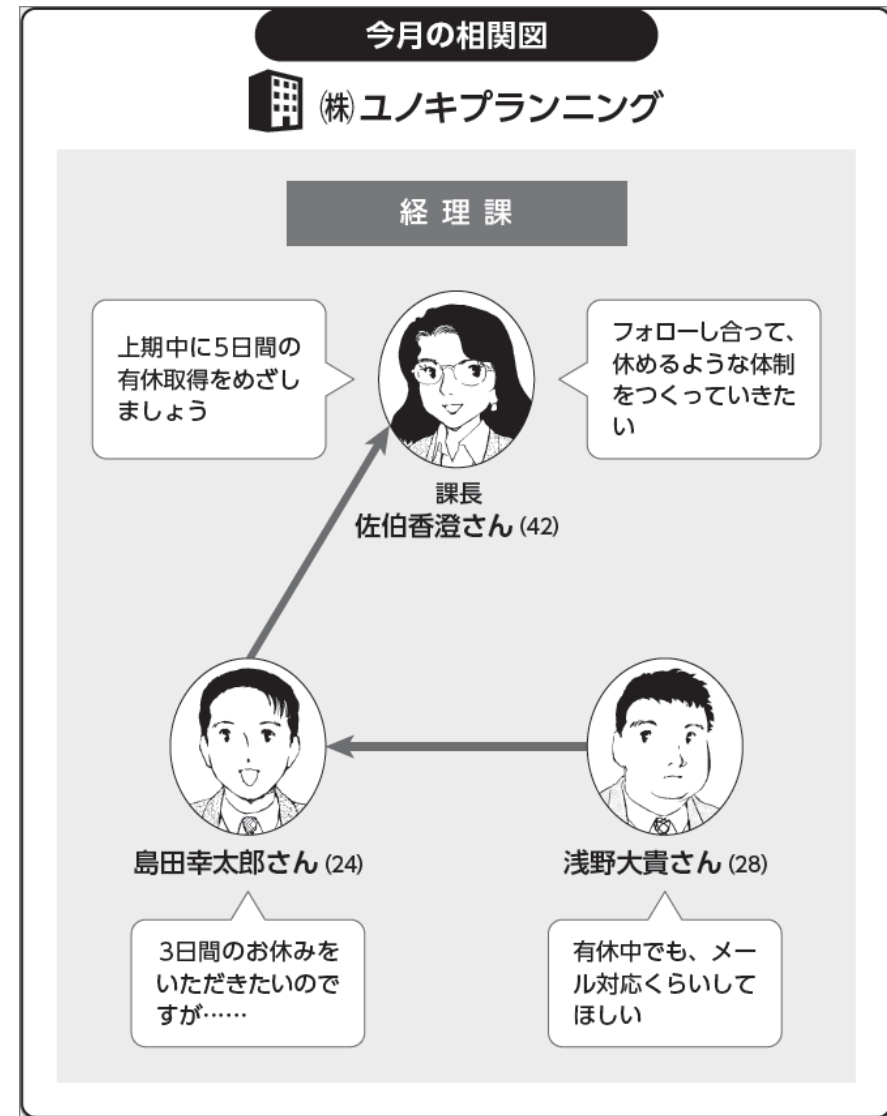 今月の相関図
㈱ユノキプランニング
経理課
上期中に5日間の
有休取得をめざし
ましょう
フォローし合って、
休めるような体制
をつくっていきた
い
課長
佐伯香澄さん(42)
島田幸太郎さん(24)
浅野大貴さん(28)
3日間のお休みを
いただきたいので
すが……
有休中でも、メー
ル対応くらいして
ほしい